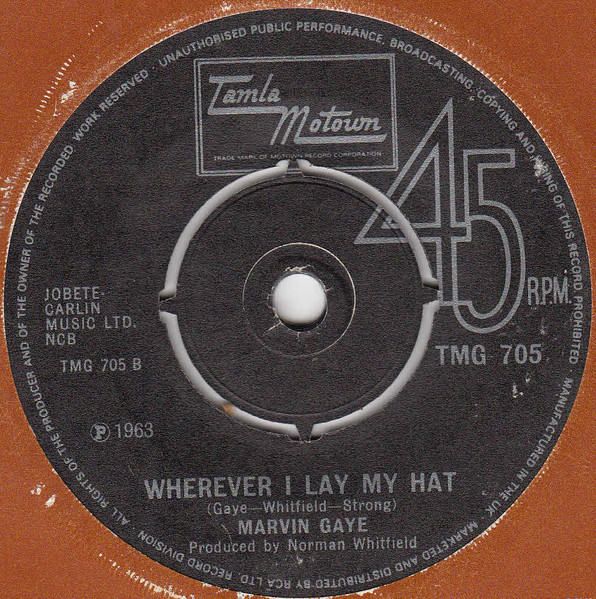 ALL RIGHTS OF THE PRODUCER AND OF THE OWNER OF THE RECORDED WORK RESERVED. UNAUTHORISED PUBLIC PERFORMANCE, BROADCASTING, COPYING AND HIRING OF THIS RECORD PROHIBITED. MANUFACTURED IN THE UK.
MARKETED AND DISTRIBUTED BY RCA LTD. RECORD DIVISION
Tamla
Motown
TRADE MARK OF MOTOWN RECORD CORPORATION
45
R.P.M.
JOBETE-
CARLIN
MUSIC LTD.
NCB
TMG 705 B
TMG 705
Ⓟ 1963
WHEREVER I LAY MY HAT
(Gaye—Whitfield—Strong)
MARVIN GAYE
Produced by Norman Whitfield